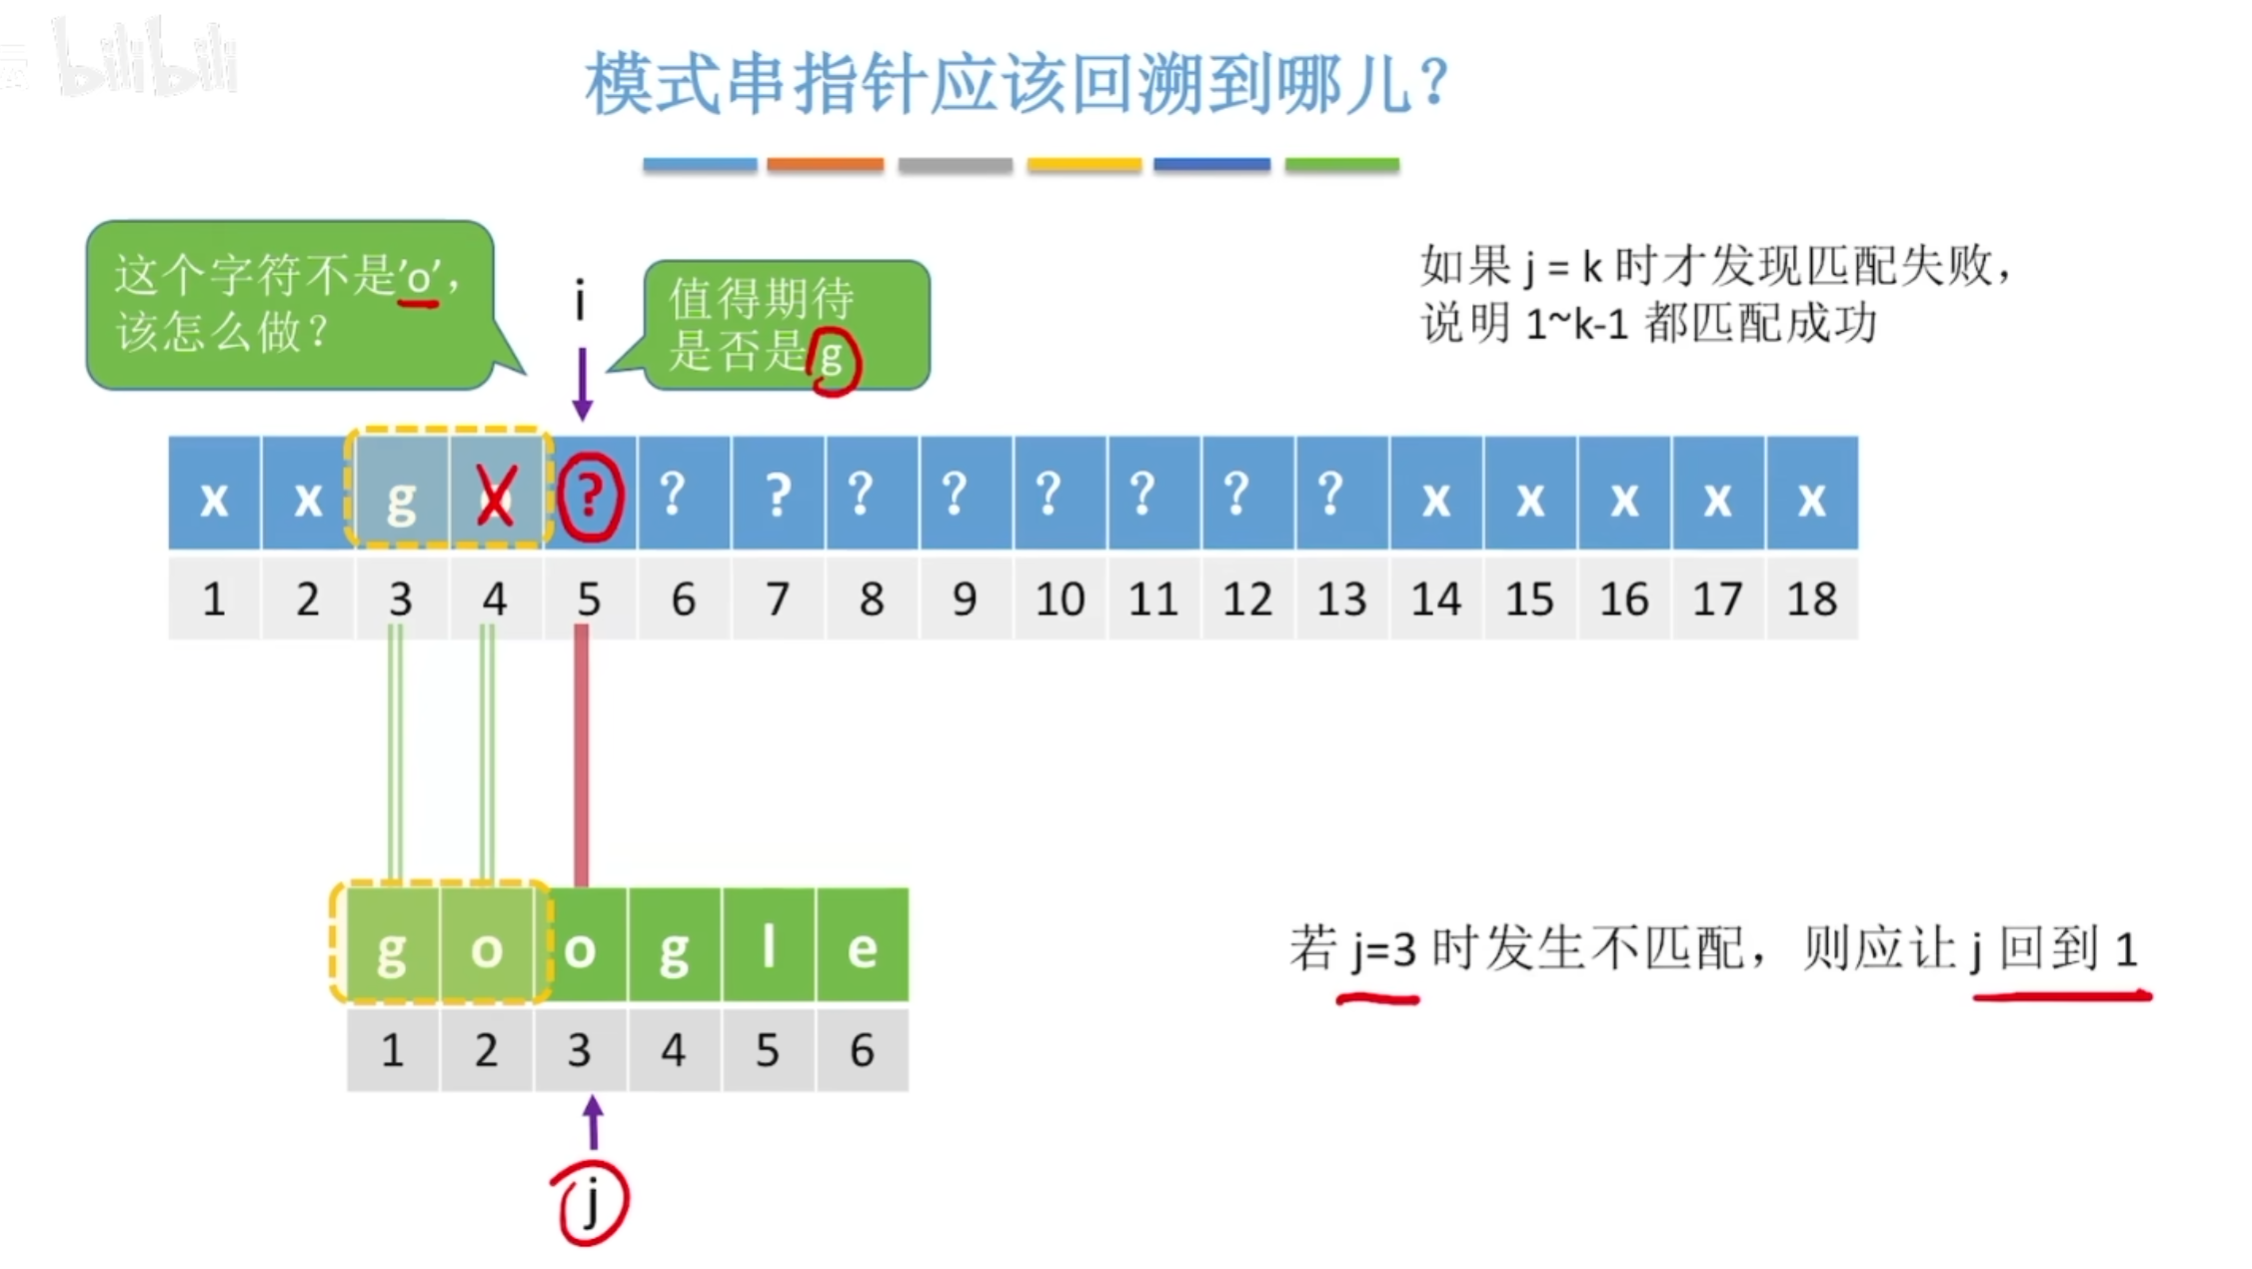 bilibili
模式串指针应该回溯到哪儿？
这个字符不是'o'，
该怎么做？
i
值得期待
是否是g
如果 j = k 时才发现匹配失败，
说明 1~k-1 都匹配成功
x x g ? ? ? ? ? ? ? ? ? x x x x x
1 2 3 4 5 6 7 8 9 10 11 12 13 14 15 16 17 18
g o o g l e
若 j=3 时发生不匹配，则应让 j 回到 1
1 2 3 4 5 6
j